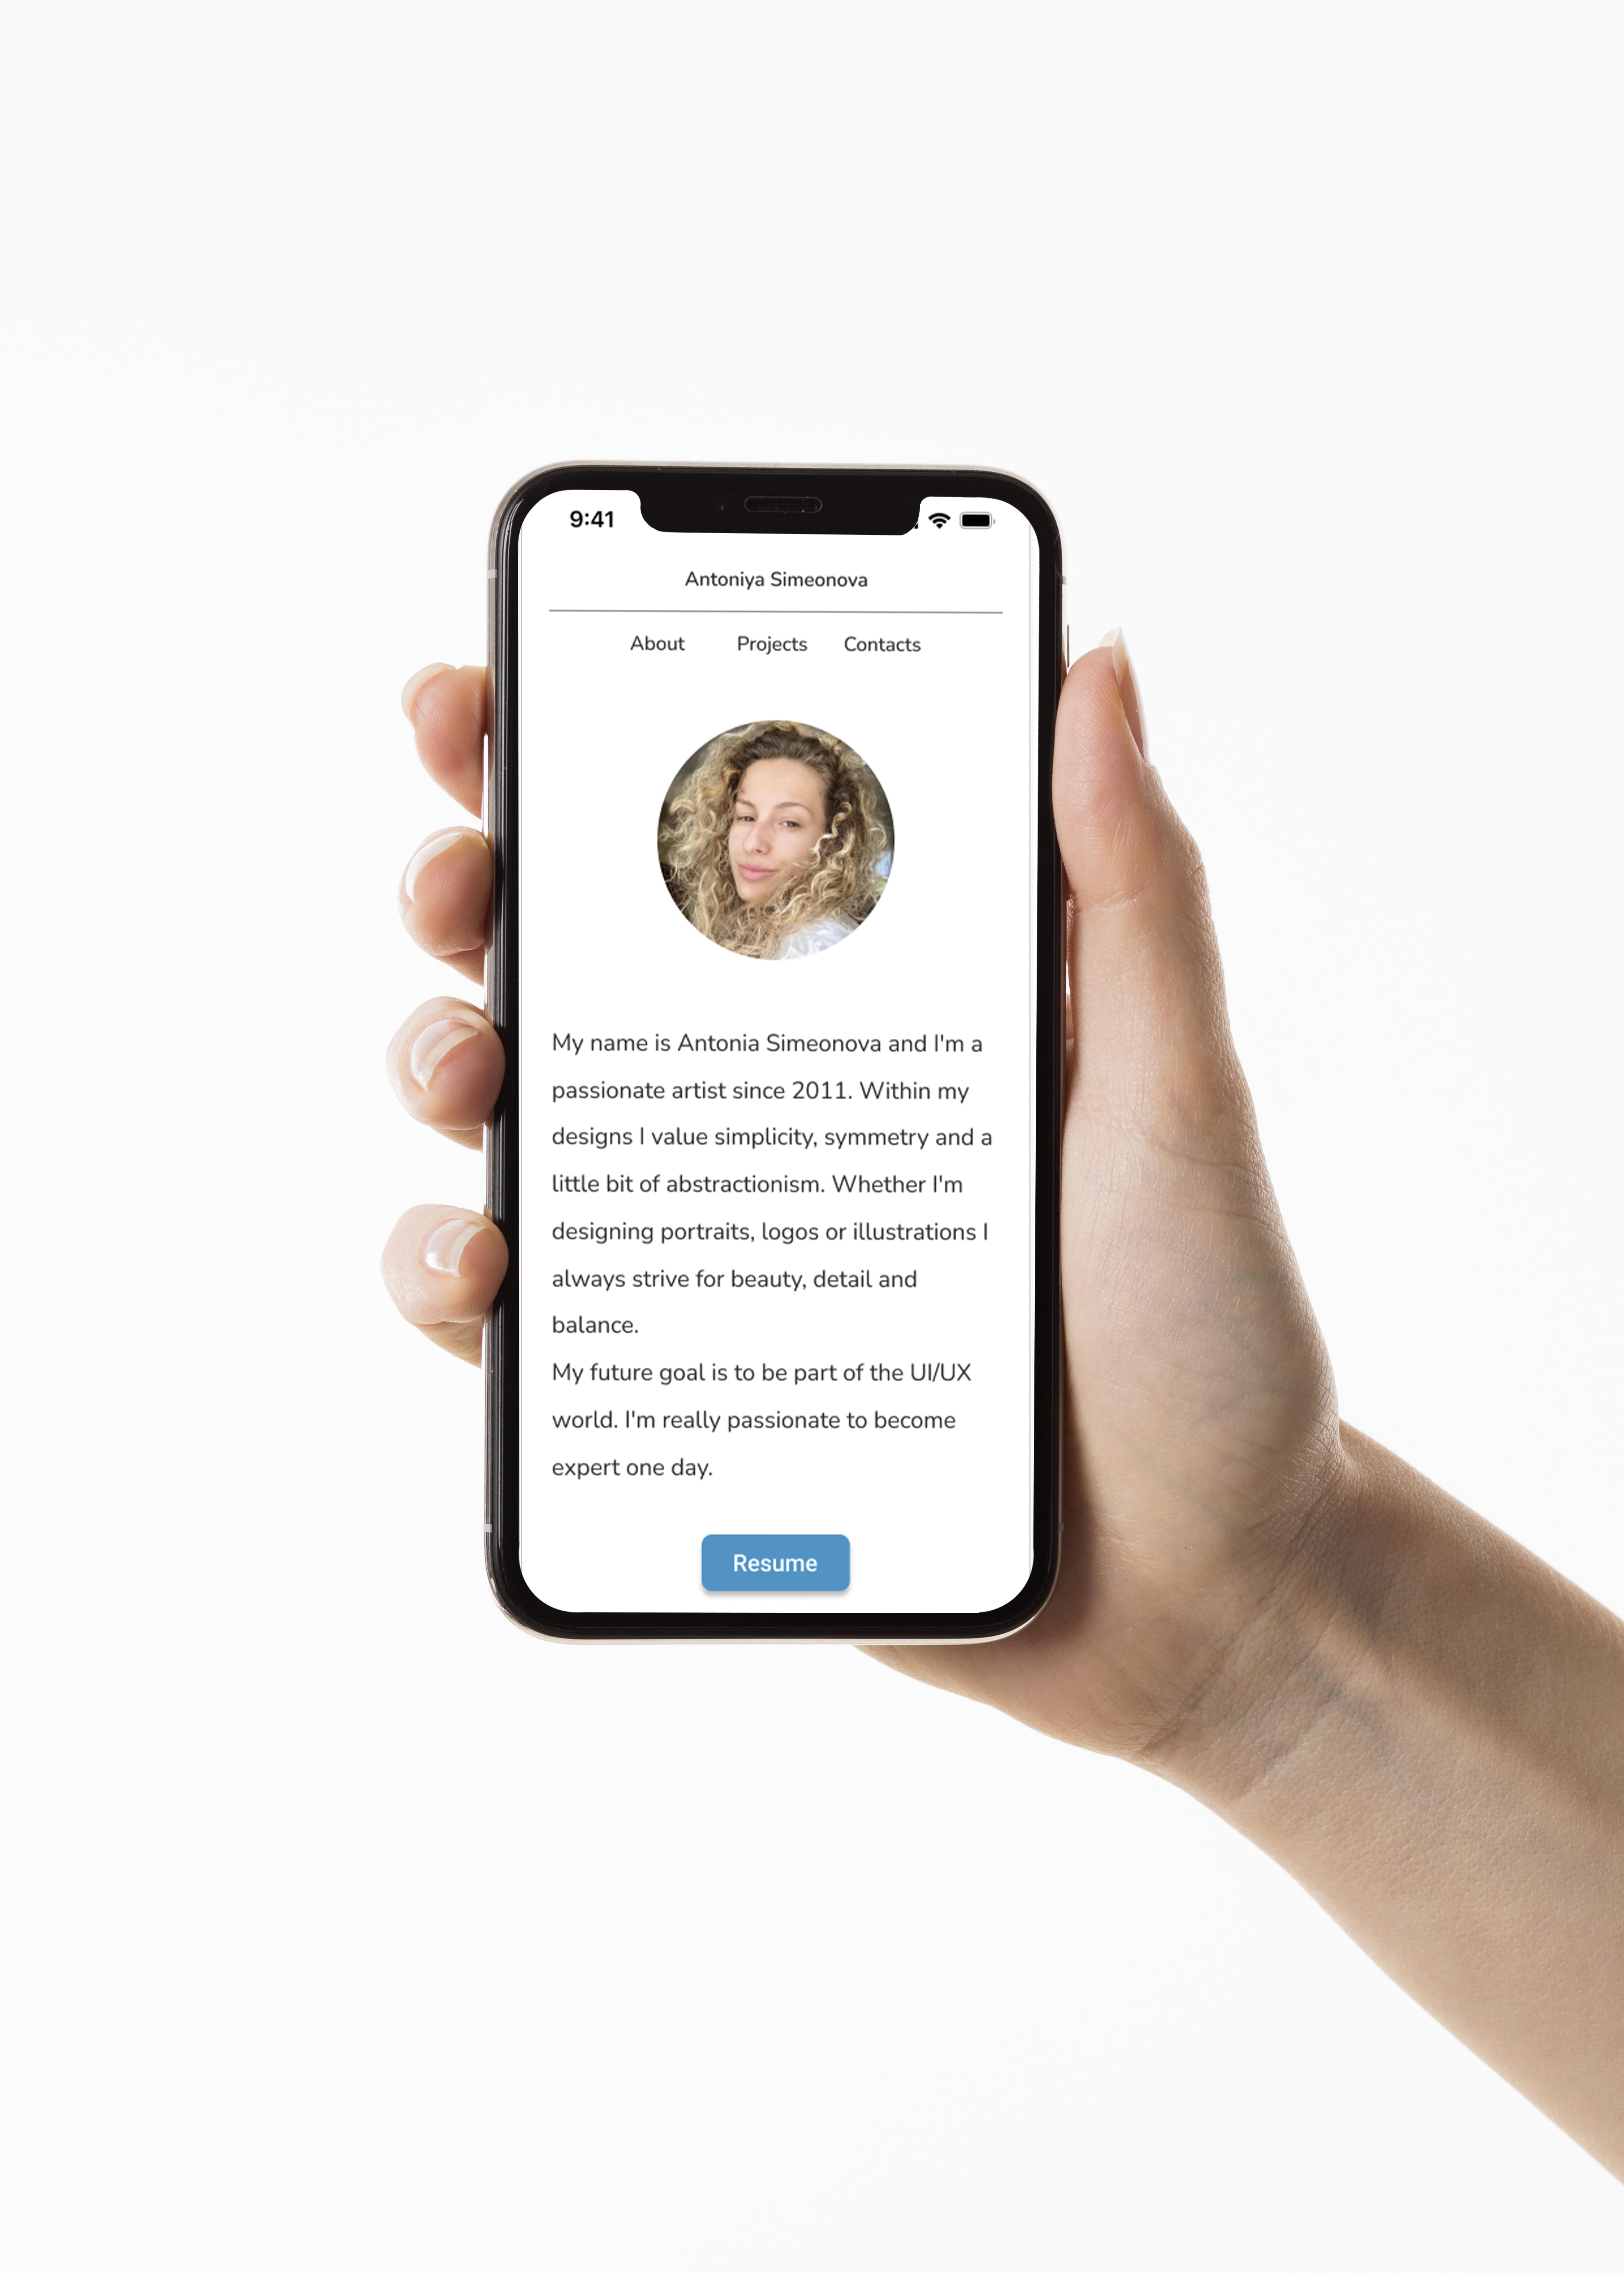 9:41
Antoniya Simeonova
About Projects Contacts
My name is Antonia Simeonova and I'm a
passionate artist since 2011. Within my
designs I value simplicity, symmetry and a
little bit of abstractionism. Whether I'm
designing portraits, logos or illustrations I
always strive for beauty, detail and
balance.
My future goal is to be part of the UI/UX
world. I'm really passionate to become
expert one day.
Resume